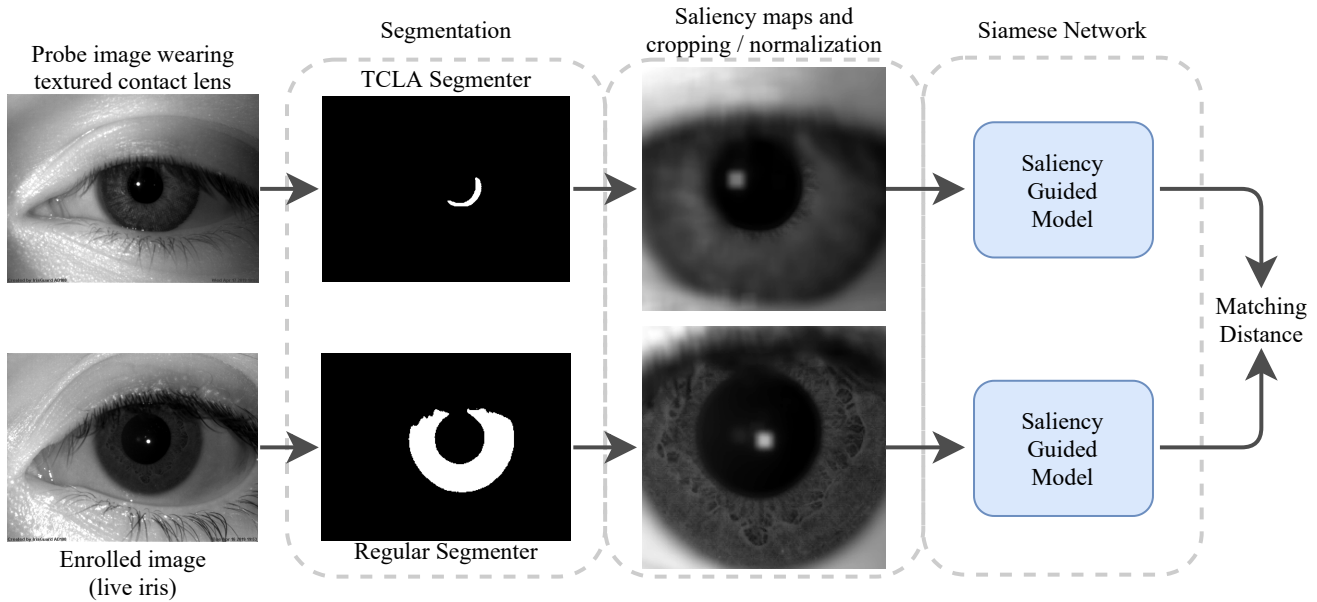 Probe image wearing
textured contact lens
Segmentation
TCLA Segmenter
Saliency maps and
cropping / normalization
Siamese Network
Saliency
Guided
Model
Matching
Distance
Saliency
Guided
Model
Regular Segmenter
Enrolled image
(live iris)